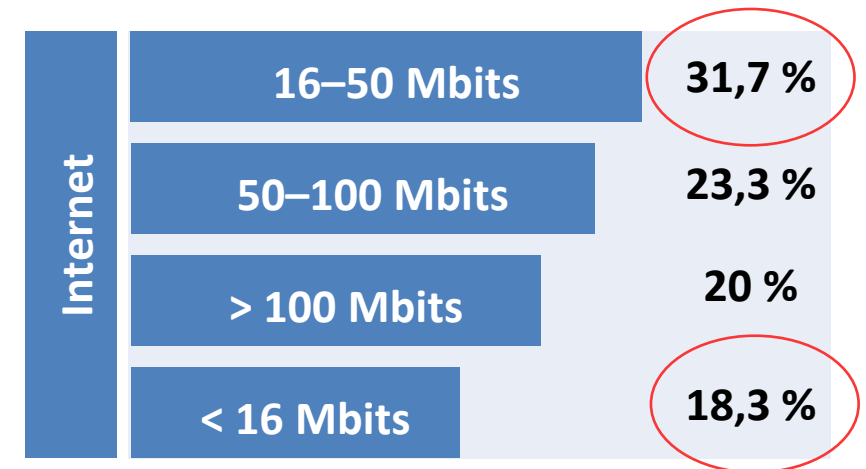 Internet
16–50 Mbits 31,7 %
50–100 Mbits 23,3 %
> 100 Mbits 20 %
< 16 Mbits 18,3 %